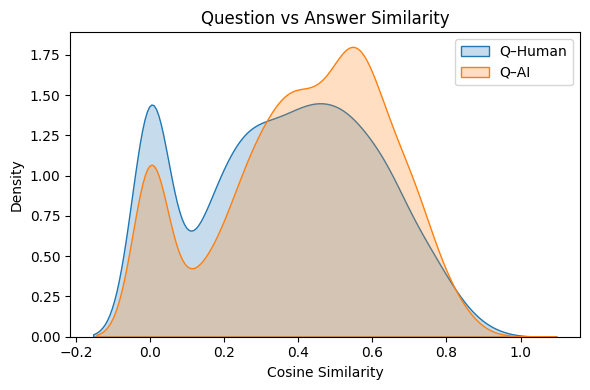 Question vs Answer Similarity
Q–Human
Q–AI
1.75
1.50
1.25
1.00
0.75
0.50
0.25
0.00
Density
−0.2 0.0 0.2 0.4 0.6 0.8 1.0
Cosine Similarity